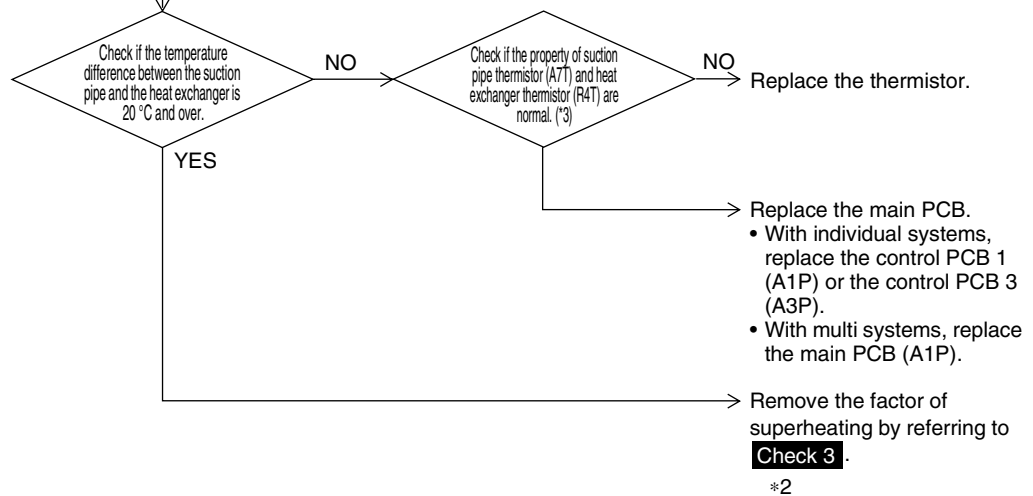 Check if the temperature
difference between the suction
pipe and the heat exchanger is
20 °C and over.
NO
YES
Check if the property of suction
pipe thermistor (A7T) and heat
exchanger thermistor (R4T) are
normal. (*3)
NO
Replace the thermistor.
Replace the main PCB.
• With individual systems,
replace the control PCB 1
(A1P) or the control PCB 3
(A3P).
• With multi systems, replace
the main PCB (A1P).
Remove the factor of
superheating by referring to
Check 3 .
*2